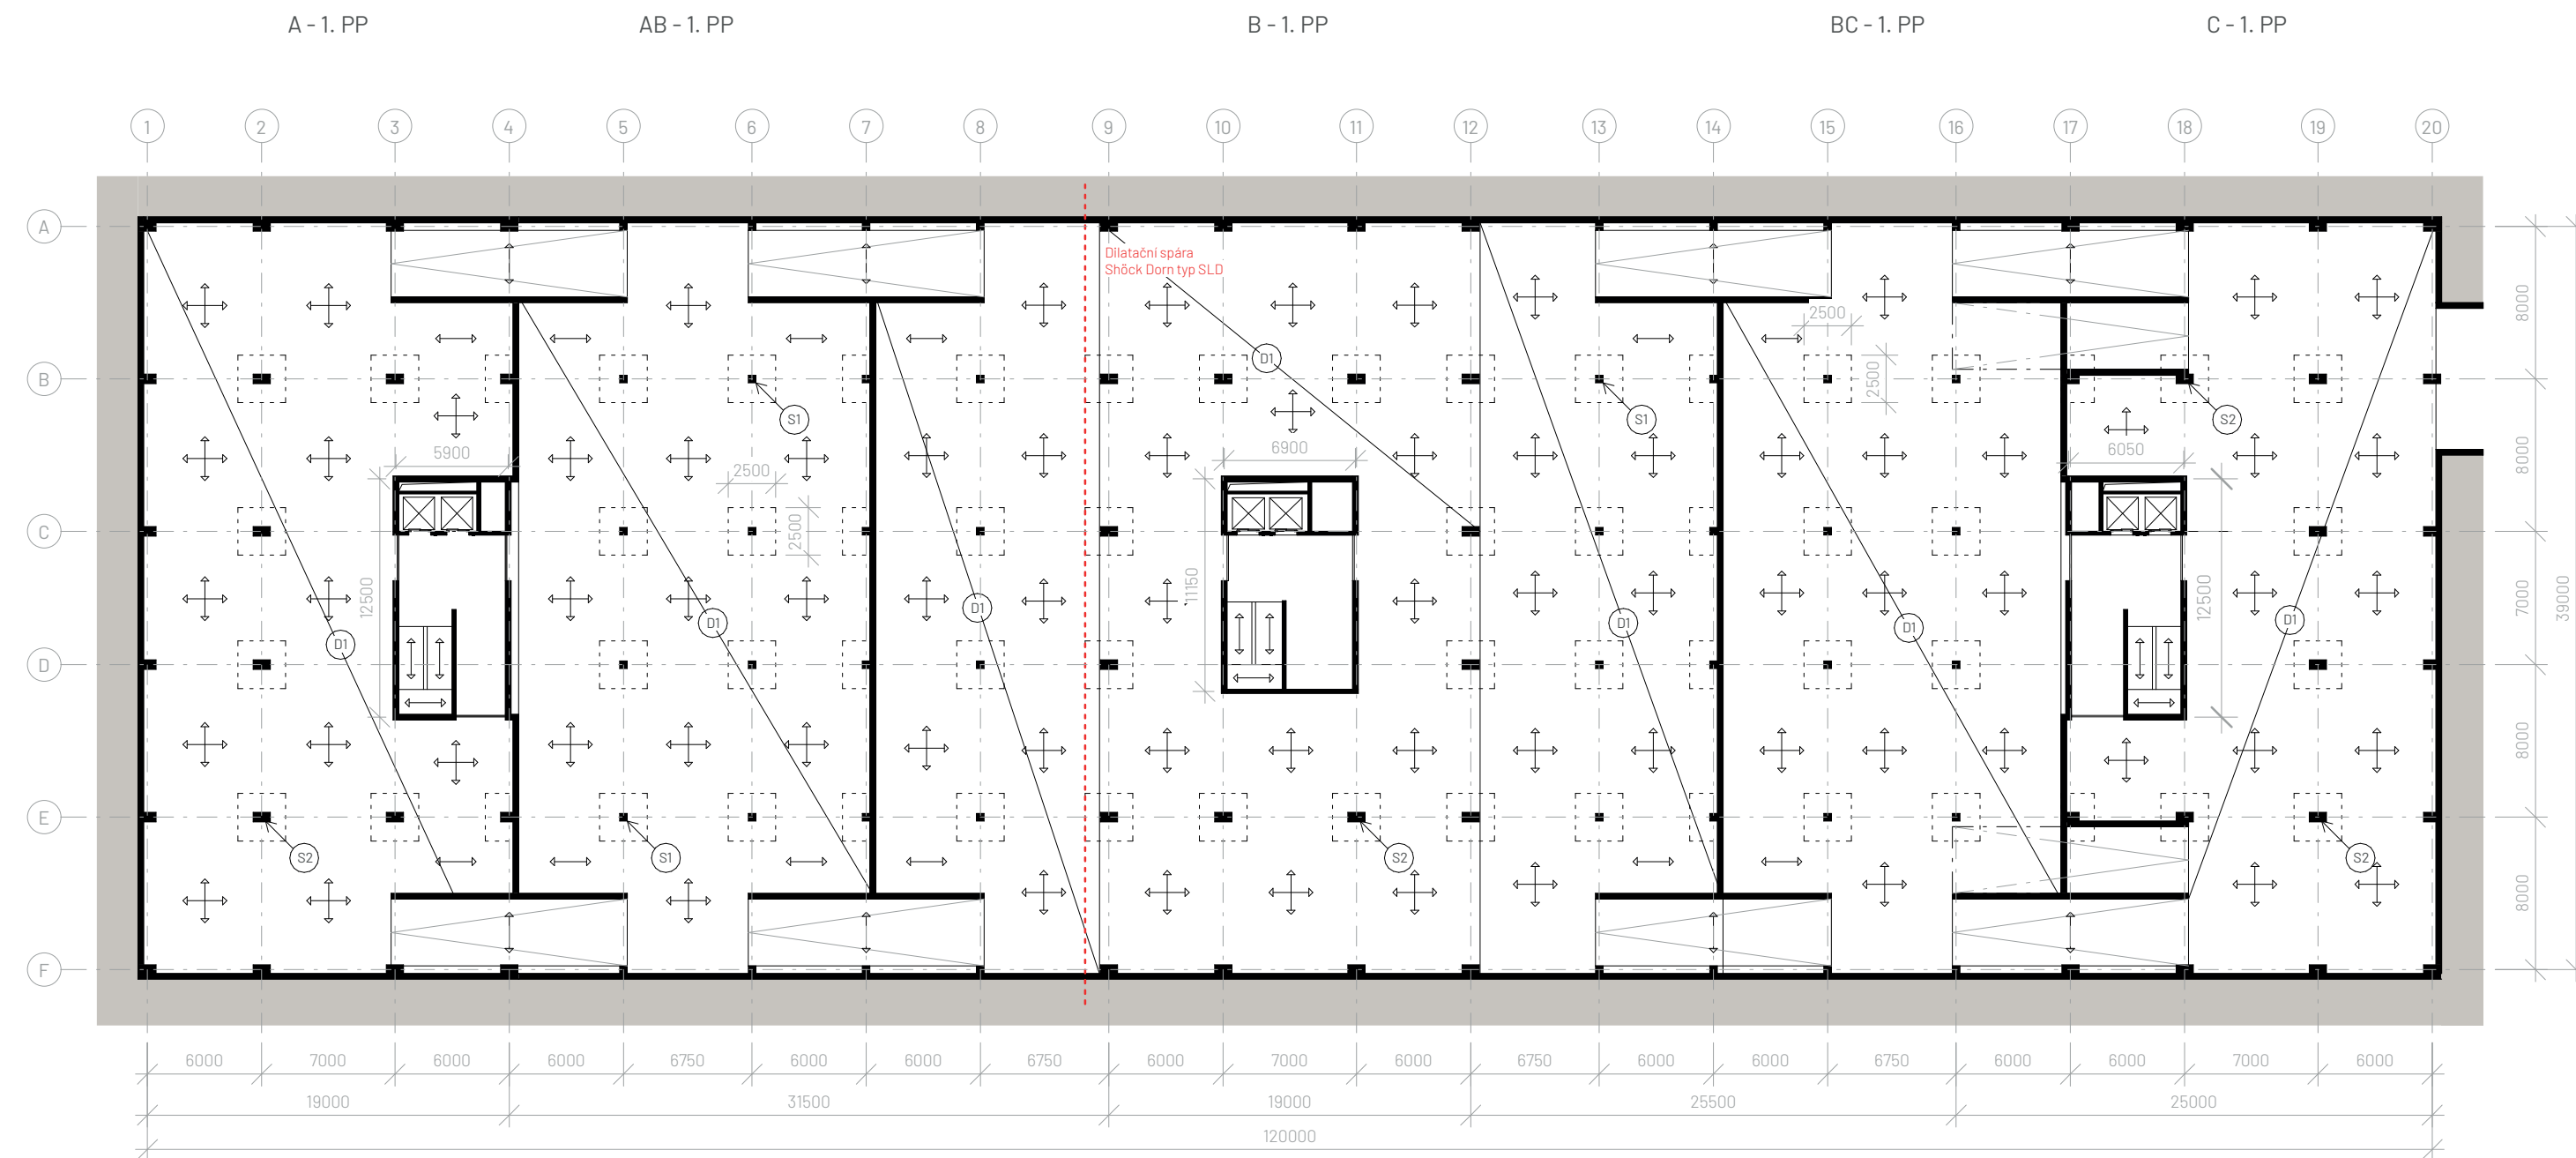 A - 1. PP
AB - 1. PP
B - 1. PP
BC - 1. PP
C - 1. PP
1
2
3
4
5
6
7
8
9
10
11
12
13
14
15
16
17
18
19
20
A
B
C
D
E
F
Dilatační spára
Shöck Dorn typ SLD
D1
D1
D1
D1
D1
D1
D1
S1
S1
S2
S2
S1
S2
S2
5900
12500
2500
2500
6900
11150
2500
2500
6050
12500
8000
8000
7000
8000
8000
39000
6000
7000
6000
6000
6750
6000
6000
6750
6000
7000
6000
6750
6000
6000
6750
6000
6000
7000
6000
19000
31500
19000
25500
25000
120000